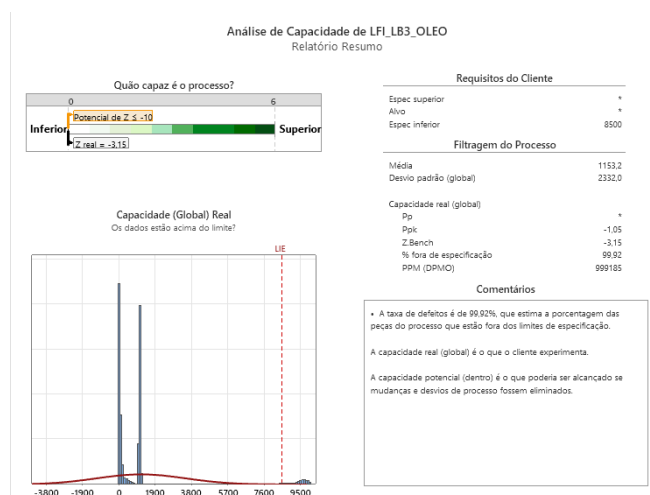 Análise de Capacidade de LFI_LB3_OLEO
Relatório Resumo
Quão capaz é o processo?
0 6
Potencial de Z ≤ -10
Inferior Superior
Z real = -3,15
Capacidade (Global) Real
Os dados estão acima do limite?
LIE
-3800 -1900 0 1900 3800 5700 7600 9500
Requisitos do Cliente
Espec superior *
Alvo *
Espec inferior 8500
Filtragem do Processo
Média 1153,2
Desvio padrão (global) 2332,0
Capacidade real (global)
Pp *
Ppk -1,05
Z.Bench -3,15
% fora de especificação 99,92
PPM (DPMO) 999185
Comentários
• A taxa de defeitos é de 99,92%, que estima a porcentagem das
peças do processo que estão fora dos limites de especificação.
A capacidade real (global) é o que o cliente experimenta.
A capacidade potencial (dentro) é o que poderia ser alcançado se
mudanças e desvios de processo fossem eliminados.